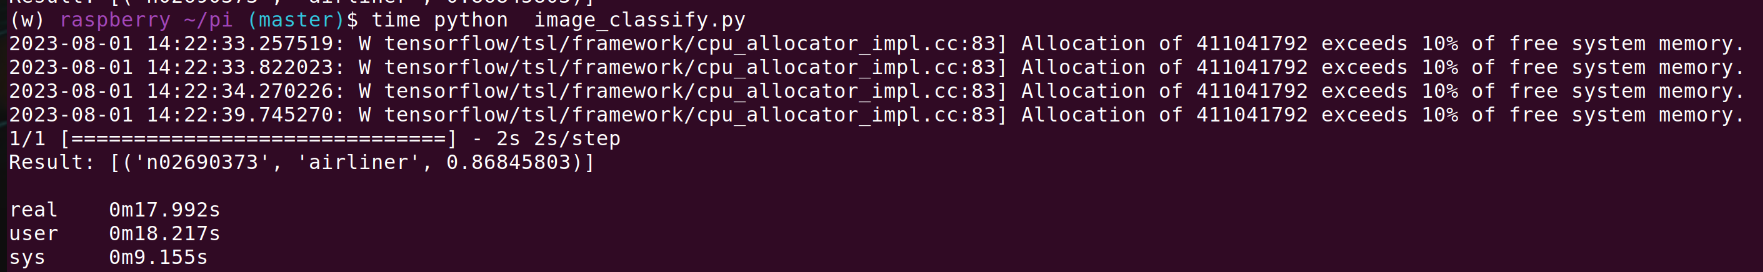 Result: [('n02690373', 'airliner', 0.86845803)]
(w) raspberry ~/pi (master)$ time python  image_classify.py
2023-08-01 14:22:33.257519: W tensorflow/tsl/framework/cpu_allocator_impl.cc:83] Allocation of 411041792 exceeds 10% of free system memory.
2023-08-01 14:22:33.822023: W tensorflow/tsl/framework/cpu_allocator_impl.cc:83] Allocation of 411041792 exceeds 10% of free system memory.
2023-08-01 14:22:34.270226: W tensorflow/tsl/framework/cpu_allocator_impl.cc:83] Allocation of 411041792 exceeds 10% of free system memory.
2023-08-01 14:22:39.745270: W tensorflow/tsl/framework/cpu_allocator_impl.cc:83] Allocation of 411041792 exceeds 10% of free system memory.
1/1 [==============================] - 2s 2s/step
Result: [('n02690373', 'airliner', 0.86845803)]
real    0m17.992s
user    0m18.217s
sys     0m9.155s